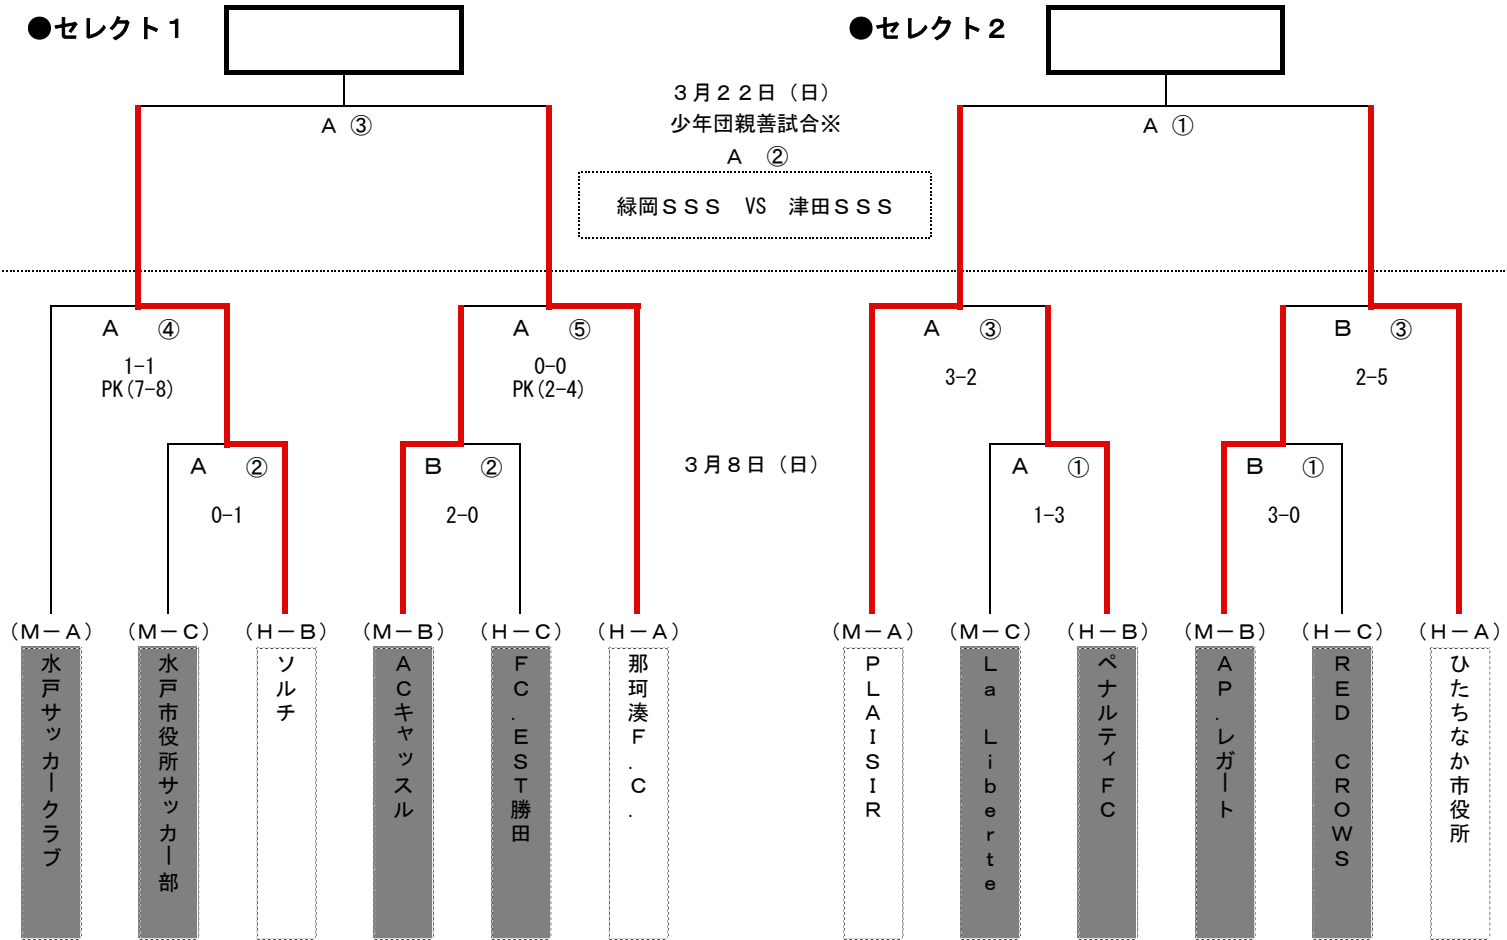 ●セレクト１
●セレクト２
３月２２日（日）
少年団親善試合※
Ａ ②
緑岡ＳＳＳ VS 津田ＳＳＳ
Ａ ③
Ａ ①
Ａ ④
1-1
PK(7-8)
Ａ ⑤
0-0
PK(2-4)
Ａ ③
3-2
Ｂ ③
2-5
Ａ ②
0-1
Ｂ ②
2-0
３月８日（日）
Ａ ①
1-3
Ｂ ①
3-0
（Ｍ－Ａ）
（Ｍ－Ｃ）
（Ｈ－Ｂ）
（Ｍ－Ｂ）
（Ｈ－Ｃ）
（Ｈ－Ａ）
（Ｍ－Ａ）
（Ｍ－Ｃ）
（Ｈ－Ｂ）
（Ｍ－Ｂ）
（Ｈ－Ｃ）
（Ｈ－Ａ）
水戸サッカークラブ
水戸市役所サッカー部
ソルチ
ＡＣキャッスル
ＦＣ．ＥＳＴ勝田
那珂湊Ｆ．Ｃ．
ＰＬＡＩＳＩＲ
Ｌａ Ｌｉｂｅｒｔｅ
ペナルティＦＣ
ＡＰ．レガート
ＲＥＤ ＣＲＯＷＳ
ひたちなか市役所